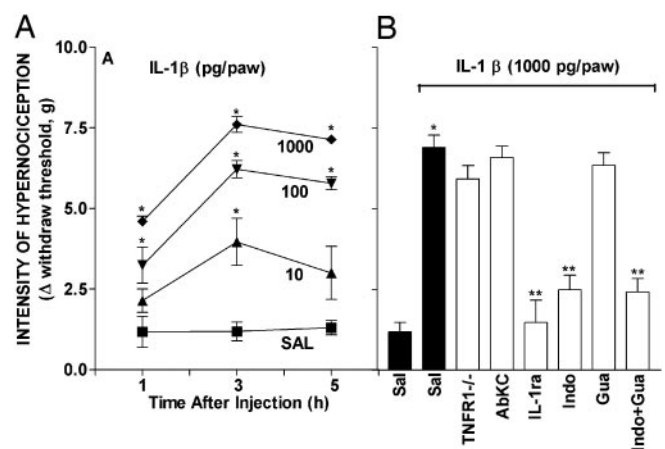 A
B
A
IL-1β (pg/paw)
IL-1 β (1000 pg/paw)
INTENSITY OF HYPERNOCICEPTION
(Δ withdraw threshold, g)
10.0
7.5
5.0
2.5
0.0
*
*
*
1000
*
*
*
100
*
10
SAL
1
3
5
Time After Injection (h)
*
**
**
**
Sal
Sal
TNFR1-/-
AbKC
IL-1ra
Indo
Gua
Indo+Gua